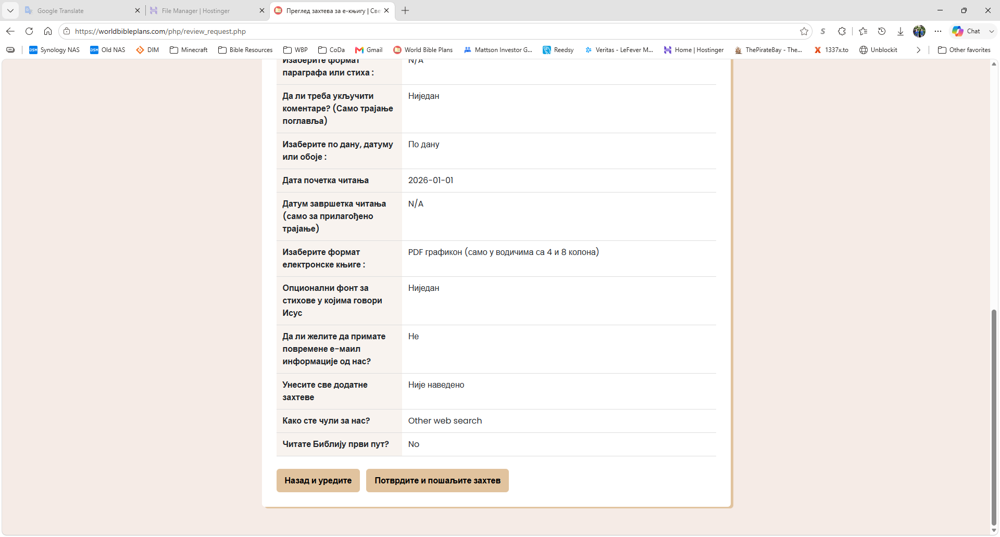 Google Translate
File Manager | Hostinger
Преглед захтева за е-књигу | Све
https://worldbibleplans.com/php/review_request.php
Chat
Synology NAS
Old NAS
DIM
Minecraft
Bible Resources
WBP
CoDa
Gmail
World Bible Plans
Mattson Investor G...
Reedsy
Veritas - LeFever M...
Home | Hostinger
ThePirateBay - The...
1337x.to
Unblockit
Other favorites
Изаберите формат
параграфа или стиха :
N/A
Да ли треба укључити
коментаре? (Само трајање
поглавља)
Ниједан
Изаберите по дану, датуму
или обоје :
По дану
Дата почетка читања
2026-01-01
Датум завршетка читања
(само за прилагођено
трајање)
N/A
Изаберите формат
електронске књиге :
PDF графикон (само у водичима са 4 и 8 колона)
Опционални фонт за
стихове у којима говори
Исус
Ниједан
Да ли желите да примате
повремене е-маил
информације од нас?
Не
Унесите све додатне
захтеве
Није наведено
Како сте чули за нас?
Other web search
Читате Библију први пут?
No
Назад и уредите
Потврдите и пошаљите захтев